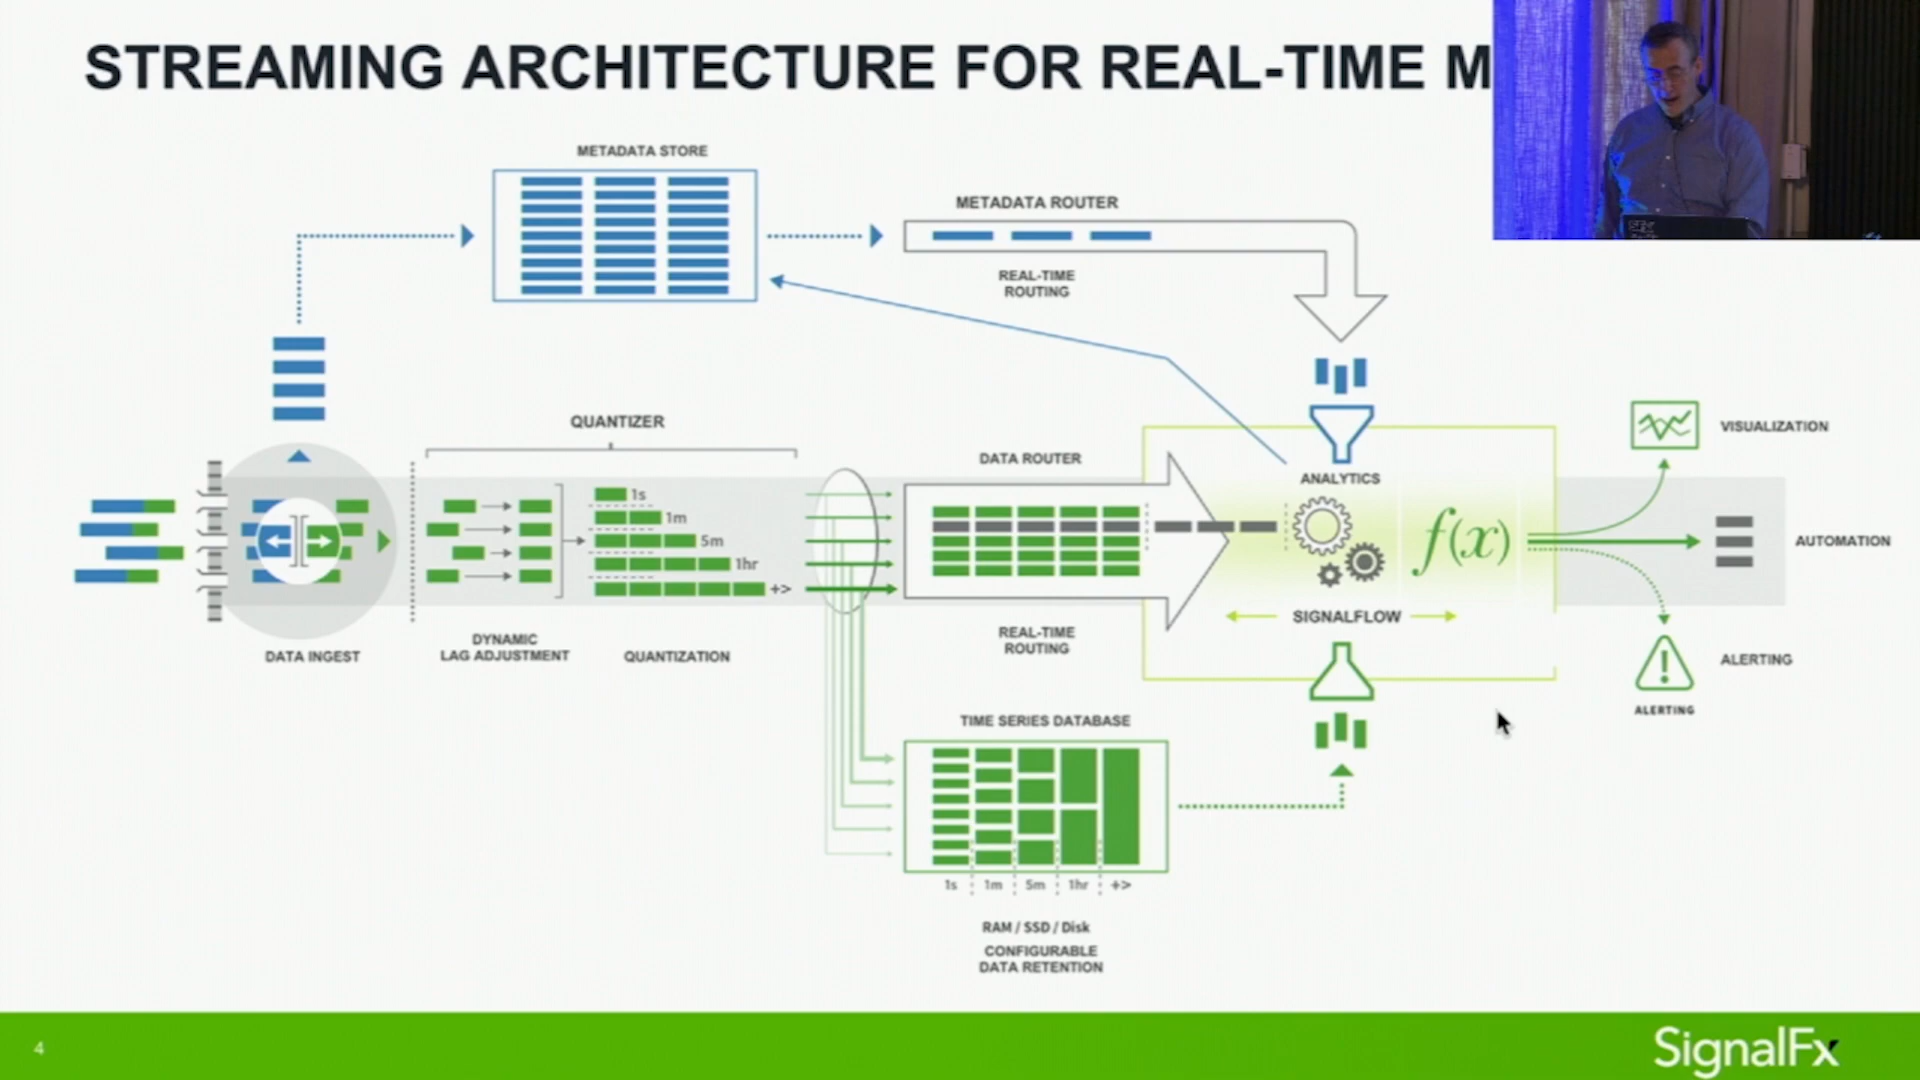 STREAMING ARCHITECTURE FOR REAL-TIME M
METADATA STORE
METADATA ROUTER
REAL-TIME
ROUTING
QUANTIZER
DATA ROUTER
ANALYTICS
VISUALIZATION
1s
1m
5m
1hr
+>
f(x)
AUTOMATION
SIGNALFLOW
DATA INGEST
DYNAMIC
LAG ADJUSTMENT
QUANTIZATION
REAL-TIME
ROUTING
ALERTING
ALERTING
TIME SERIES DATABASE
1s 1m 5m 1hr +>
RAM / SSD / Disk
CONFIGURABLE
DATA RETENTION
4
SignalFx